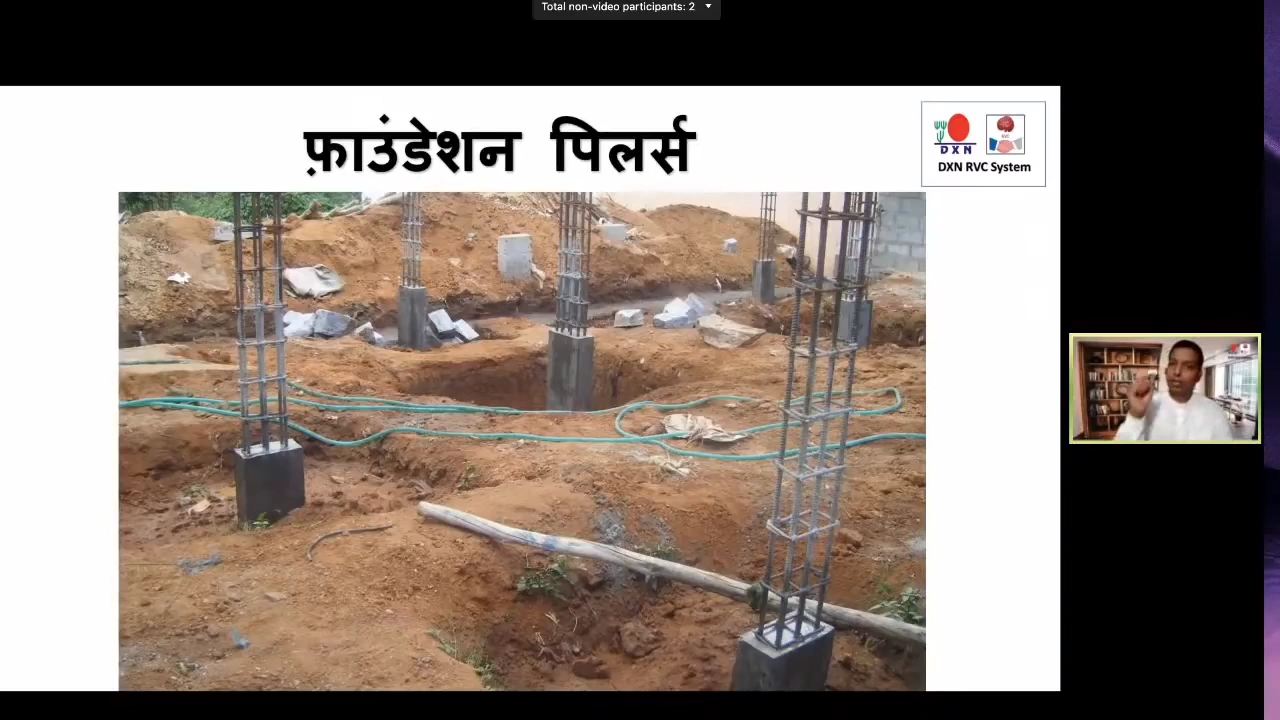 Total non-video participants: 2
फ़ाउंडेशन पिलर्स
DXN
DXN RVC System